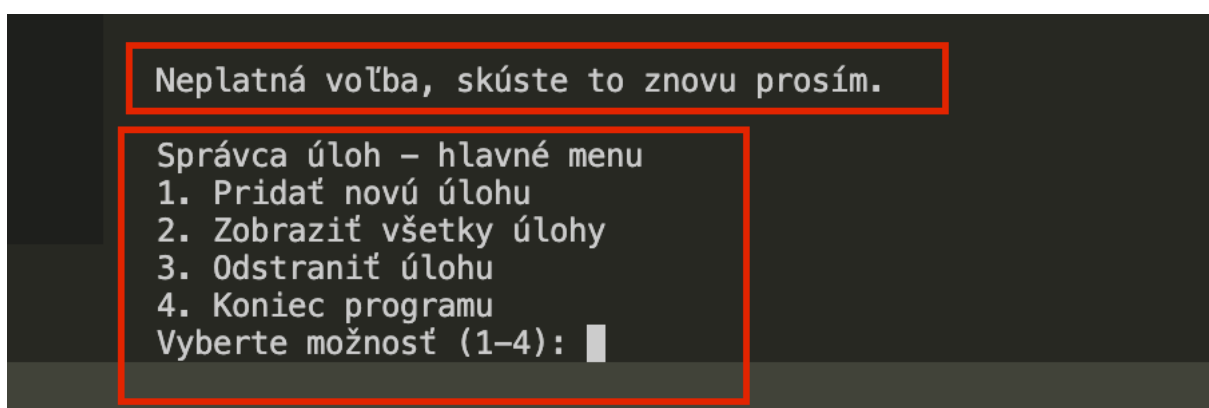 Neplatná voľba, skúste to znovu prosím.
Správca úloh – hlavné menu
1. Pridať novú úlohu
2. Zobraziť všetky úlohy
3. Odstraniť úlohu
4. Koniec programu
Vyberte možnosť (1–4):